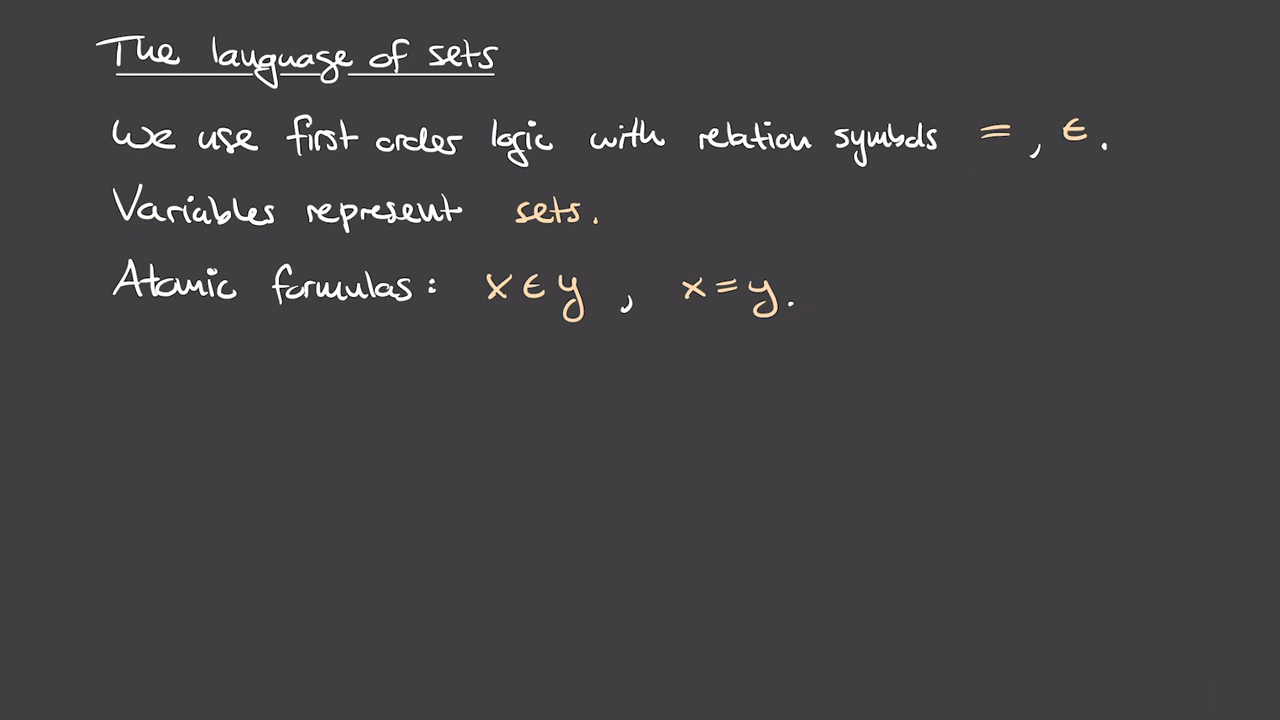 The language of sets
We use first order logic with relation symbols = , ∈ .
Variables represent sets.
Atomic formulas: x ∈ y , x = y .